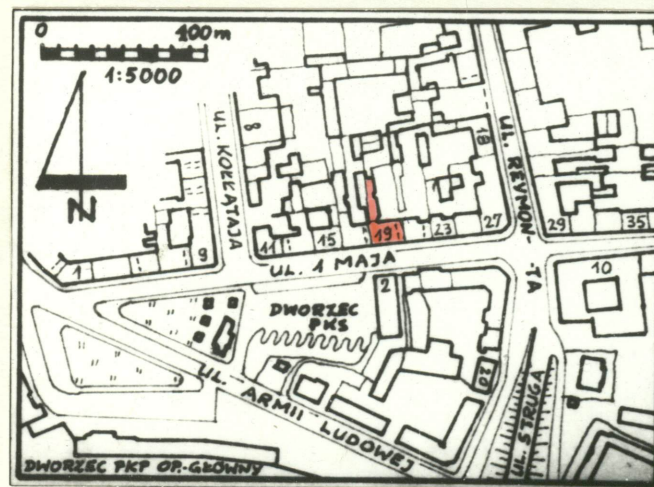 0 100m
1:5000
N
UL. KOŁŁĄTAJA
8
18
UL. REYMON-TA
1
9
11
15
19
23
27
29
35
UL. 1 MAJA
DWORZEC
PKS
2
10
20
UL. ARMII LUDOWEJ
UL. STRUGA
DWORZEC PKP OP.-GŁÓWNY